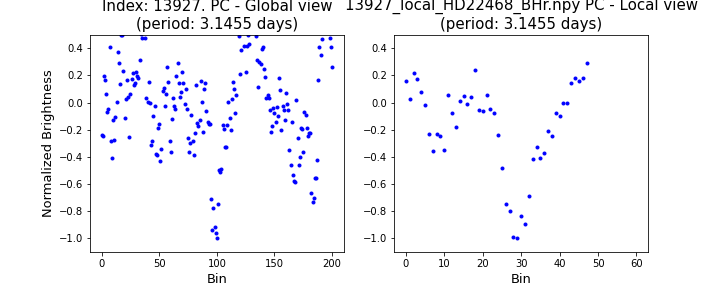 Index: 13927. PC - Global view
(period: 3.1455 days)
13927_local_HD22468_BHr.npy PC - Local view
(period: 3.1455 days)
Normalized Brightness
0.4
0.2
0.0
−0.2
−0.4
−0.6
−0.8
−1.0
0 50 100 150 200
Bin
0.4
0.2
0.0
−0.2
−0.4
−0.6
−0.8
−1.0
0 10 20 30 40 50 60
Bin